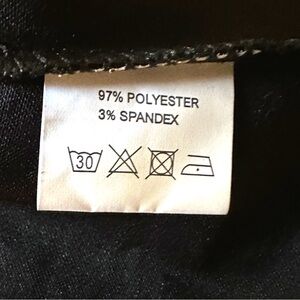 97% POLYESTER
3% SPANDEX
30